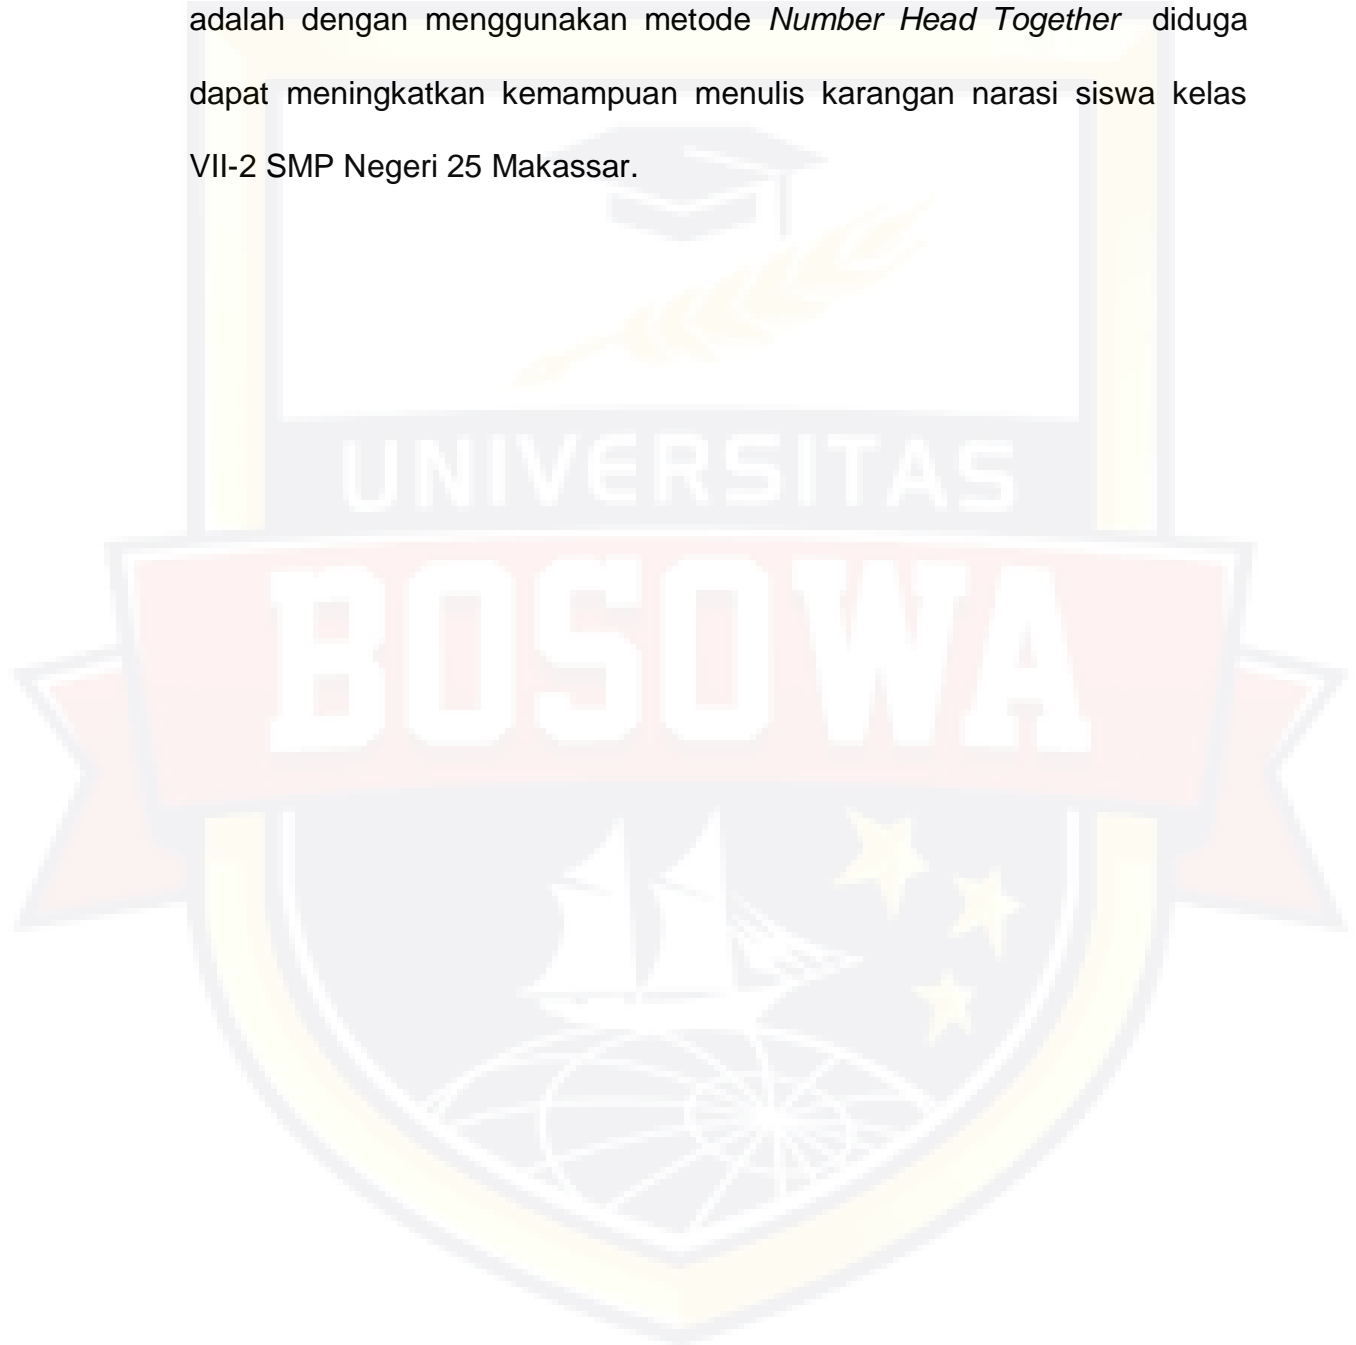 adalah dengan menggunakan metode Number Head Together diduga
dapat meningkatkan kemampuan menulis karangan narasi siswa kelas
VII-2 SMP Negeri 25 Makassar.
UNIVERSITAS
BOSOWA